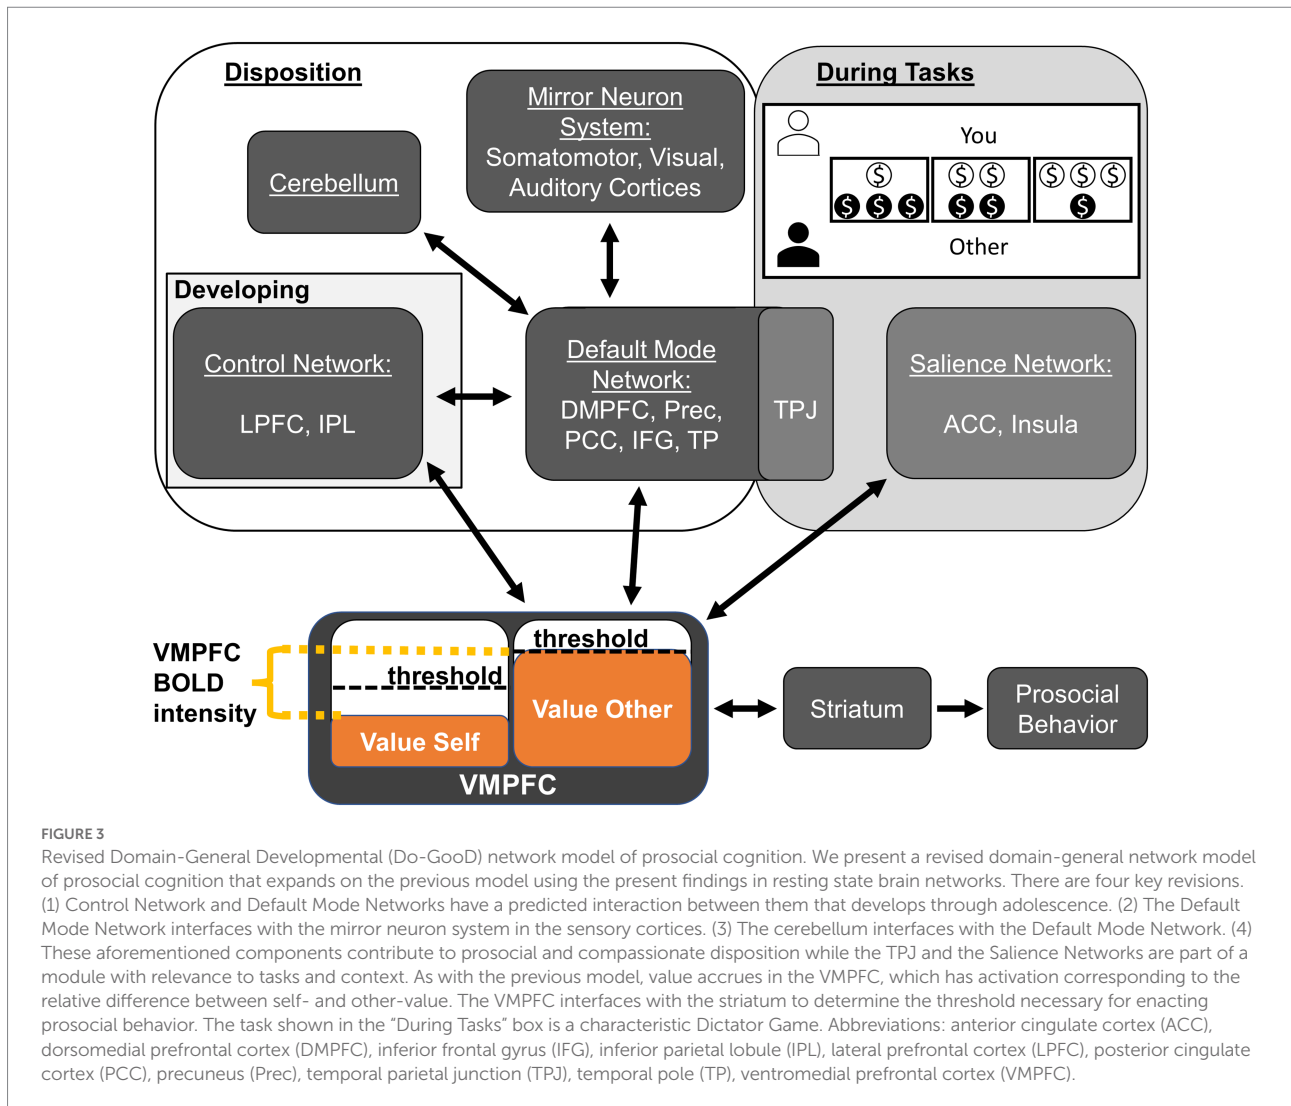 Disposition
During Tasks
Mirror Neuron
System:
Somatomotor, Visual,
Auditory Cortices
Cerebellum
You
$
$ $
$ $ $
$ $ $
$ $
$
Other
Developing
Control Network:
LPFC, IPL
Default Mode
Network:
DMPFC, Prec,
PCC, IFG, TP
TPJ
Salience Network:
ACC, Insula
VMPFC
BOLD
intensity
threshold
threshold
Value Self
Value Other
VMPFC
Striatum
Prosocial
Behavior
FIGURE 3
Revised Domain-General Developmental (Do-GooD) network model of prosocial cognition. We present a revised domain-general network model
of prosocial cognition that expands on the previous model using the present findings in resting state brain networks. There are four key revisions.
(1) Control Network and Default Mode Networks have a predicted interaction between them that develops through adolescence. (2) The Default
Mode Network interfaces with the mirror neuron system in the sensory cortices. (3) The cerebellum interfaces with the Default Mode Network. (4)
These aforementioned components contribute to prosocial and compassionate disposition while the TPJ and the Salience Networks are part of a
module with relevance to tasks and context. As with the previous model, value accrues in the VMPFC, which has activation corresponding to the
relative difference between self- and other-value. The VMPFC interfaces with the striatum to determine the threshold necessary for enacting
prosocial behavior. The task shown in the “During Tasks” box is a characteristic Dictator Game. Abbreviations: anterior cingulate cortex (ACC),
dorsomedial prefrontal cortex (DMPFC), inferior frontal gyrus (IFG), inferior parietal lobule (IPL), lateral prefrontal cortex (LPFC), posterior cingulate
cortex (PCC), precuneus (Prec), temporal parietal junction (TPJ), temporal pole (TP), ventromedial prefrontal cortex (VMPFC).